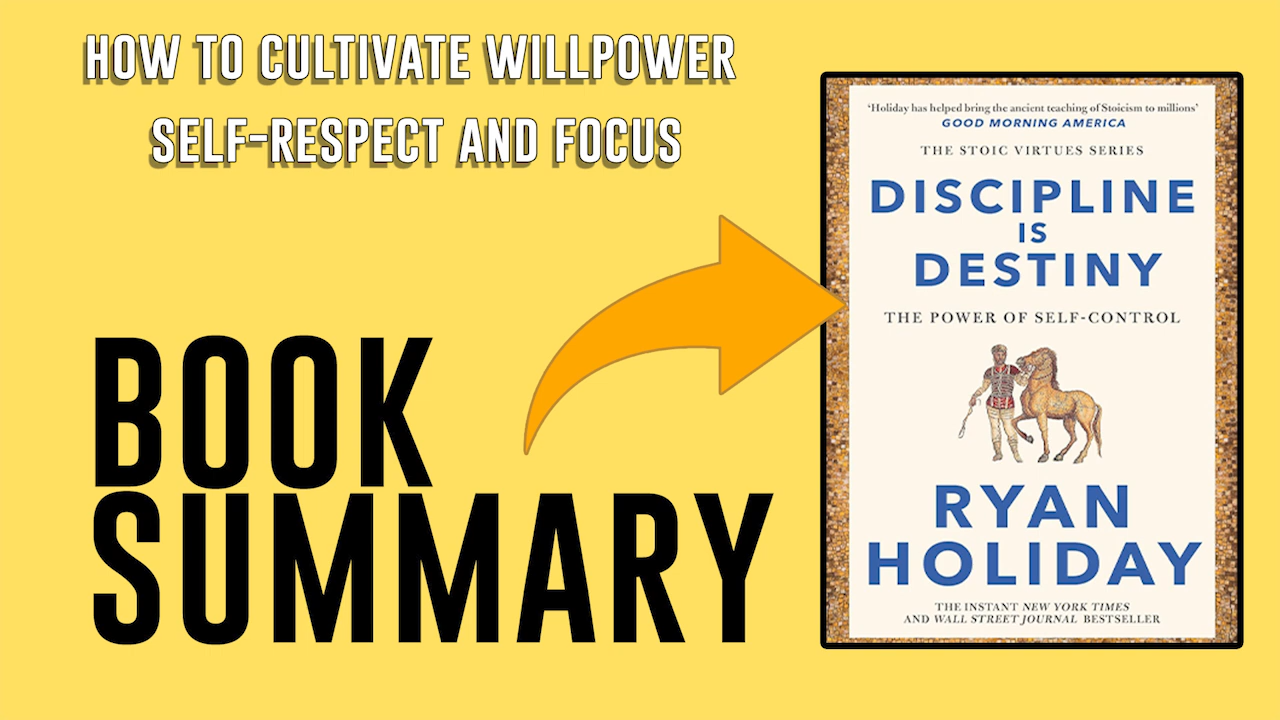 HOW TO CULTIVATE WILLPOWER
SELF-RESPECT AND FOCUS
BOOK
SUMMARY
‘Holiday has helped bring the ancient teaching of Stoicism to millions’
GOOD MORNING AMERICA
THE STOIC VIRTUES SERIES
DISCIPLINE
IS
DESTINY
THE POWER OF SELF-CONTROL
RYAN
HOLIDAY
THE INSTANT NEW YORK TIMES
AND WALL STREET JOURNAL BESTSELLER